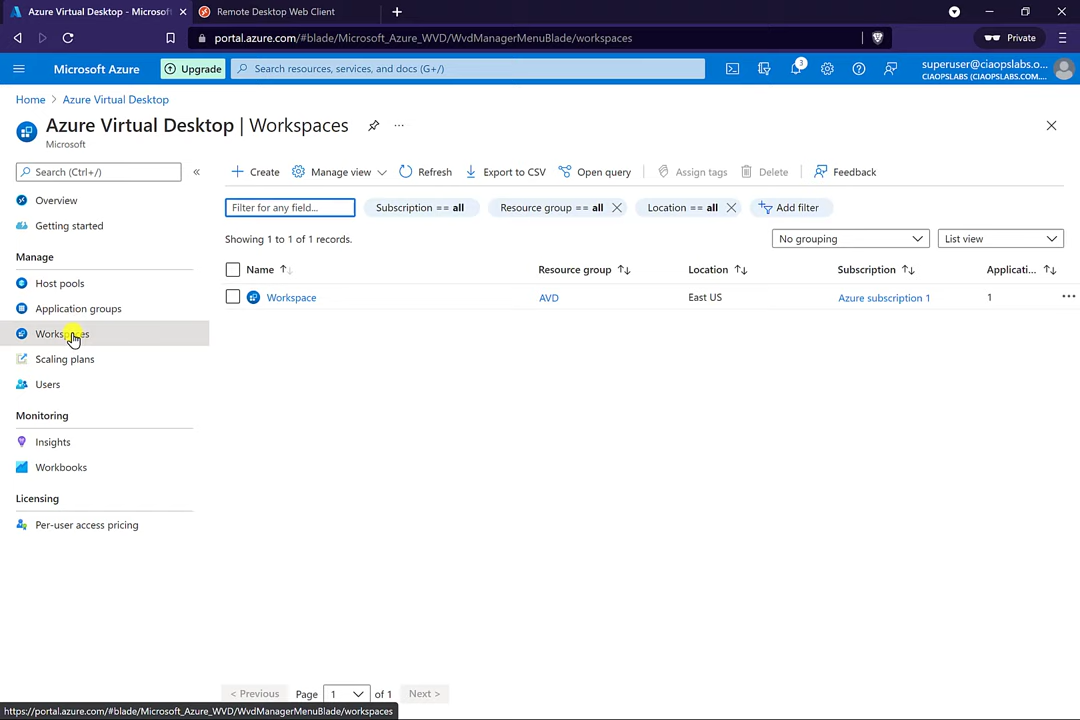 Azure Virtual Desktop - Microsof
Remote Desktop Web Client
portal.azure.com/#blade/Microsoft_Azure_WVD/WvdManagerMenuBlade/workspaces
Private
Microsoft Azure
Upgrade
Search resources, services, and docs (G+/)
3
superuser@ciaopslabs.o...
CIAOPSLABS (CIAOPSLABS.COM....
Home > Azure Virtual Desktop
Azure Virtual Desktop | Workspaces
Microsoft
Search (Ctrl+/)
Overview
Getting started
Manage
Host pools
Application groups
Workspaces
Scaling plans
Users
Monitoring
Insights
Workbooks
Licensing
Per-user access pricing
Create
Manage view
Refresh
Export to CSV
Open query
Assign tags
Delete
Feedback
Filter for any field...
Subscription == all
Resource group == all
Location == all
Add filter
Showing 1 to 1 of 1 records.
No grouping
List view
Name
Resource group
Location
Subscription
Applicati...
Workspace
AVD
East US
Azure subscription 1
1
< Previous
Page 1 of 1
Next >
https://portal.azure.com/#blade/Microsoft_Azure_WVD/WvdManagerMenuBlade/workspaces